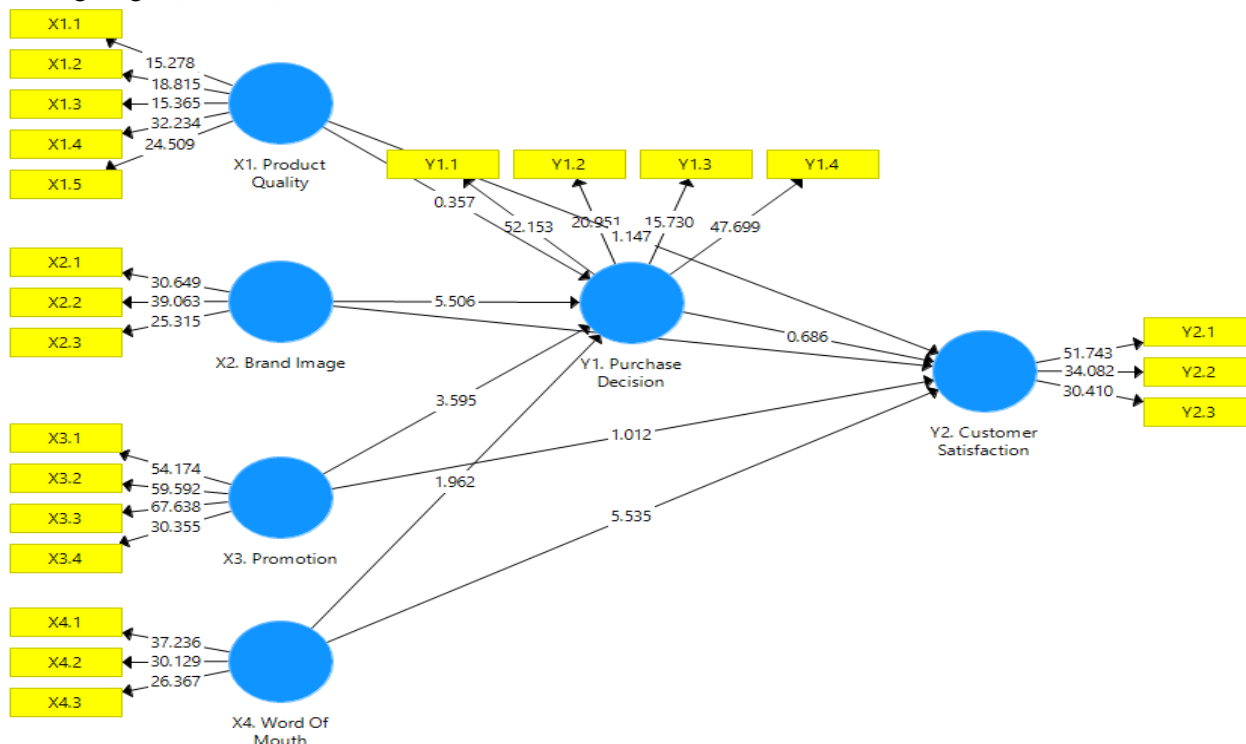 X1.1
X1.2
X1.3
X1.4
X1.5
15.278
18.815
15.365
32.234
24.509
X1. Product
Quality
Y1.1
Y1.2
Y1.3
Y1.4
0.357
52.153
20.951
15.730
47.699
1.147
X2.1
X2.2
X2.3
30.649
39.063
25.315
X2. Brand Image
5.506
Y1. Purchase
Decision
0.686
Y2.1
Y2.2
Y2.3
51.743
34.082
30.410
Y2. Customer
Satisfaction
3.595
1.012
1.962
5.535
X3.1
X3.2
X3.3
X3.4
54.174
59.592
67.638
30.355
X3. Promotion
X4.1
X4.2
X4.3
37.236
30.129
26.367
X4. Word Of
Mouth